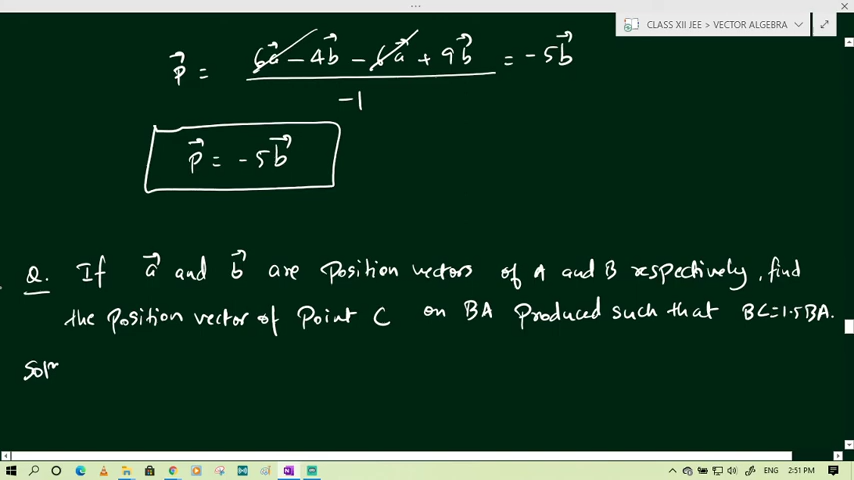 CLASS XII JEE > VECTOR ALGEBRA
p⃗ = (6a⃗ − 4b⃗ − 6a⃗ + 9b⃗) / −1 = −5b⃗
p⃗ = −5b⃗
Q. If a⃗ and b⃗ are Position vectors of A and B respectively, find
the Position vector of Point C on BA Produced such that BC=1.5BA.
Solⁿ
ENG 2:51 PM